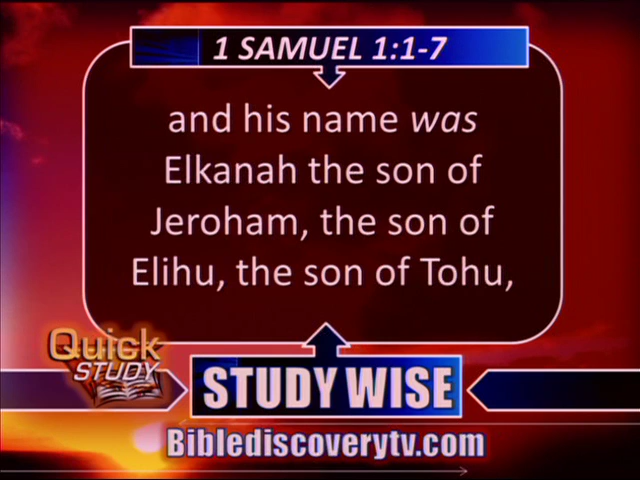 1 SAMUEL 1:1-7
and his name was
Elkanah the son of
Jeroham, the son of
Elihu, the son of Tohu,
Quick
STUDY
STUDY WISE
Biblediscoverytv.com